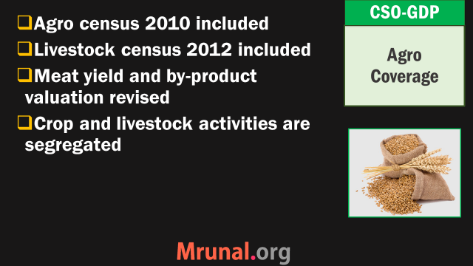 Agro census 2010 included
Livestock census 2012 included
Meat yield and by-product
valuation revised
Crop and livestock activities are
segregated
CSO-GDP
Agro
Coverage
Mrunal.org